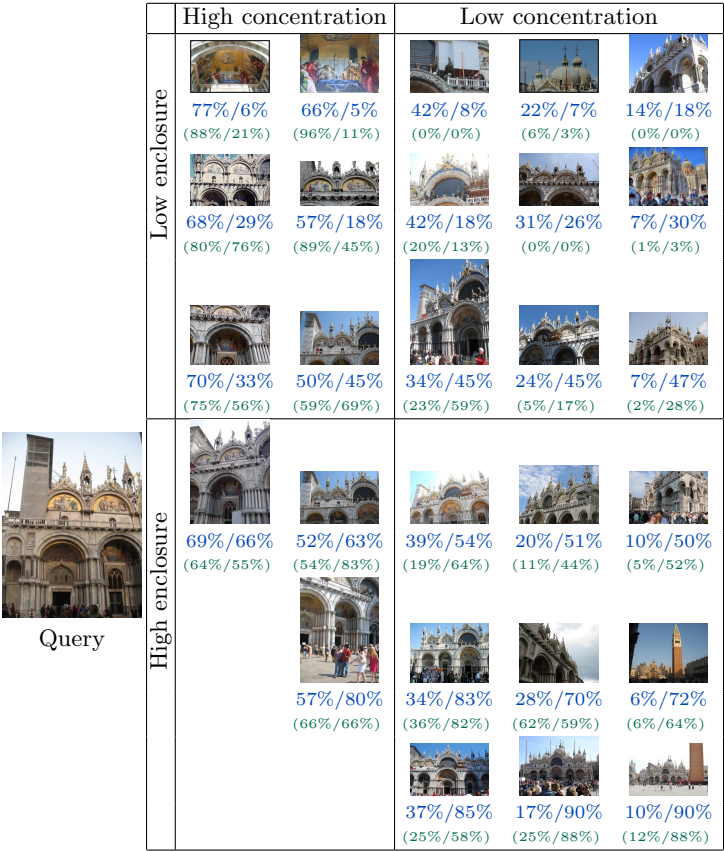 High concentration Low concentration
Low enclosure
77%/6% 66%/5% 42%/8% 22%/7% 14%/18%
(88%/21%) (96%/11%) (0%/0%) (6%/3%) (0%/0%)
68%/29% 57%/18% 42%/18% 31%/26% 7%/30%
(80%/76%) (89%/45%) (20%/13%) (0%/0%) (1%/3%)
70%/33% 50%/45% 34%/45% 24%/45% 7%/47%
(75%/56%) (59%/69%) (23%/59%) (5%/17%) (2%/28%)
High enclosure
69%/66% 52%/63% 39%/54% 20%/51% 10%/50%
(64%/55%) (54%/83%) (19%/64%) (11%/44%) (5%/52%)
Query
57%/80% 34%/83% 28%/70% 6%/72%
(66%/66%) (36%/82%) (62%/59%) (6%/64%)
37%/85% 17%/90% 10%/90%
(25%/58%) (25%/88%) (12%/88%)